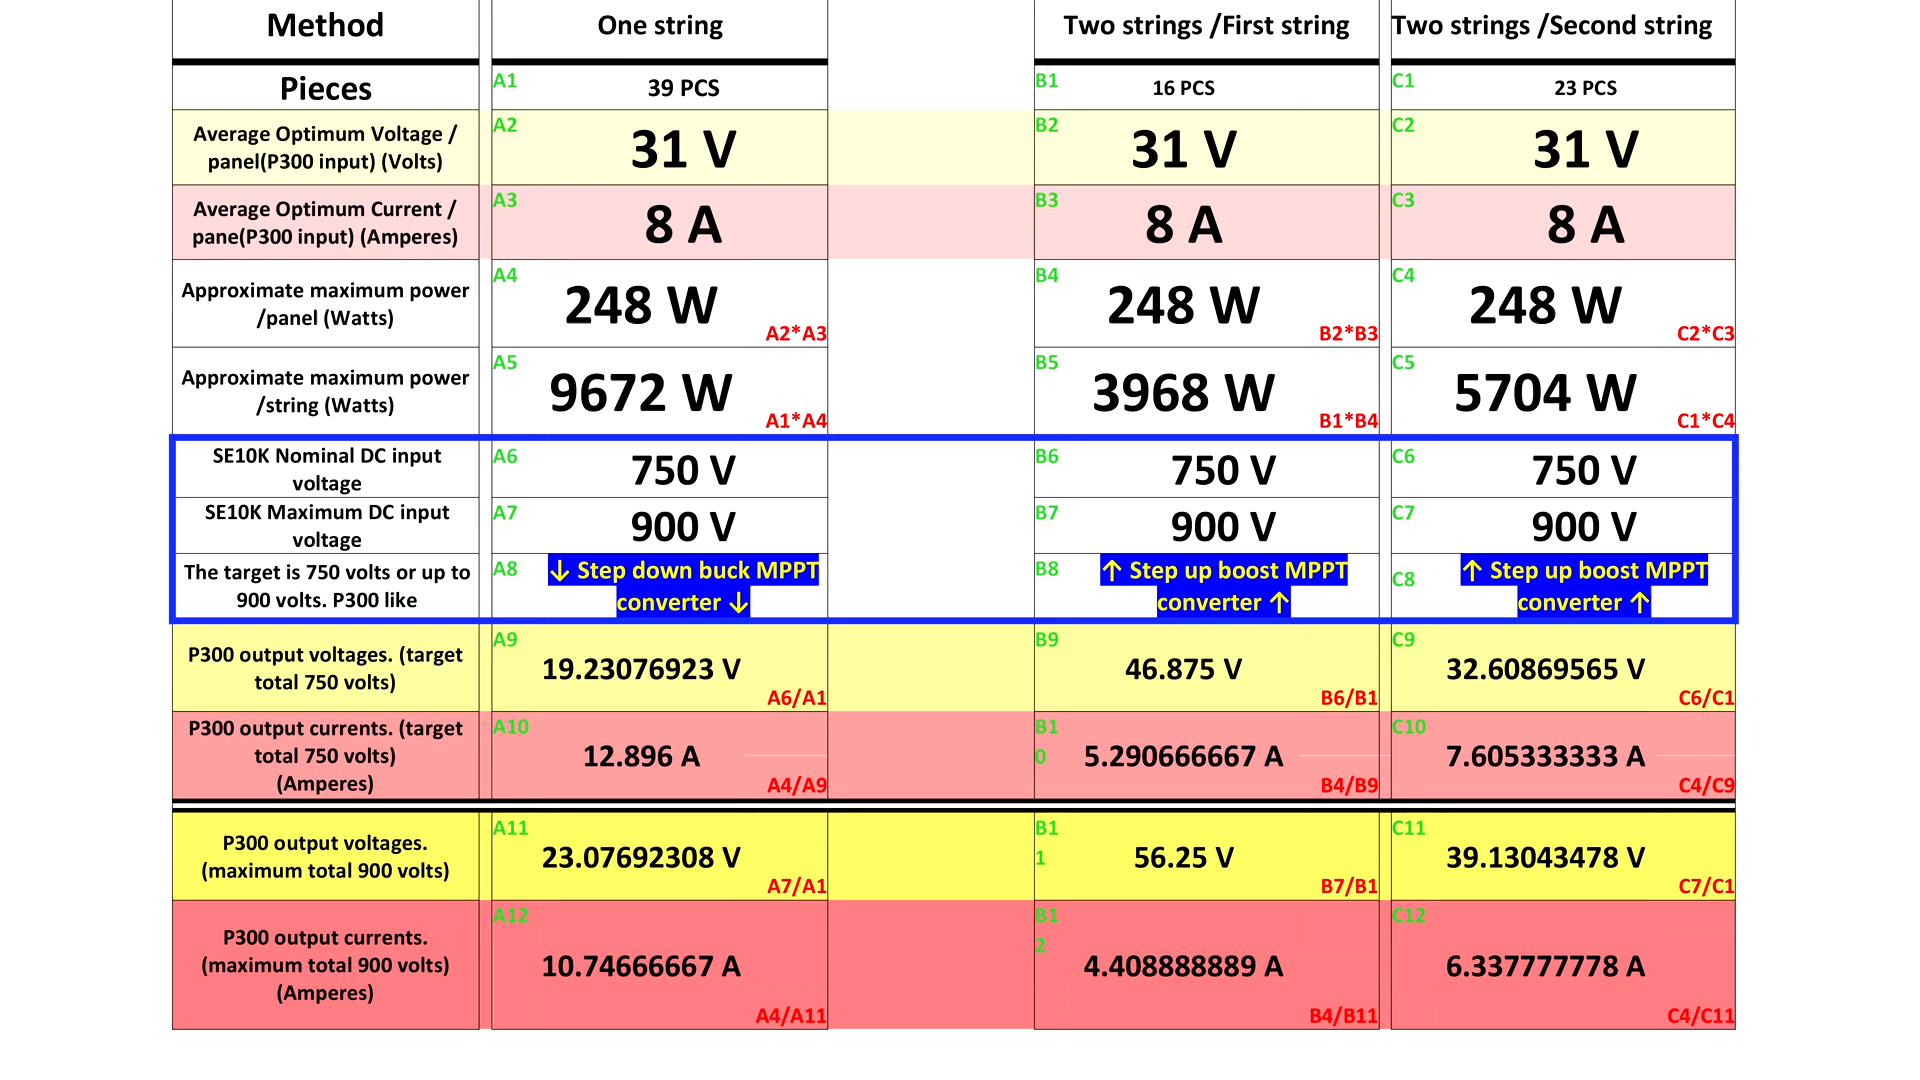 Method One string Two strings /First string Two strings /Second string
Pieces A1 39 PCS B1 16 PCS C1 23 PCS
Average Optimum Voltage /
panel(P300 input) (Volts)
A2 31 V B2 31 V C2 31 V
Average Optimum Current /
pane(P300 input) (Amperes)
A3 8 A B3 8 A C3 8 A
Approximate maximum power
/panel (Watts)
A4 248 W A2*A3 B4 248 W B2*B3 C4 248 W C2*C3
Approximate maximum power
/string (Watts)
A5 9672 W A1*A4 B5 3968 W B1*B4 C5 5704 W C1*C4
SE10K Nominal DC input
voltage
A6 750 V B6 750 V C6 750 V
SE10K Maximum DC input
voltage
A7 900 V B7 900 V C7 900 V
The target is 750 volts or up to
900 volts. P300 like
A8 ↓ Step down buck MPPT
converter ↓
B8 ↑ Step up boost MPPT
converter ↑
C8 ↑ Step up boost MPPT
converter ↑
P300 output voltages. (target
total 750 volts)
A9 19.23076923 V A6/A1 B9 46.875 V B6/B1 C9 32.60869565 V C6/C1
P300 output currents. (target
total 750 volts)
(Amperes)
A10 12.896 A A4/A9 B10 5.290666667 A B4/B9 C10 7.605333333 A C4/C9
P300 output voltages.
(maximum total 900 volts)
A11 23.07692308 V A7/A1 B11 56.25 V B7/B1 C11 39.13043478 V C7/C1
P300 output currents.
(maximum total 900 volts)
(Amperes)
A12 10.74666667 A A4/A11 B12 4.408888889 A B4/B11 C12 6.337777778 A C4/C11